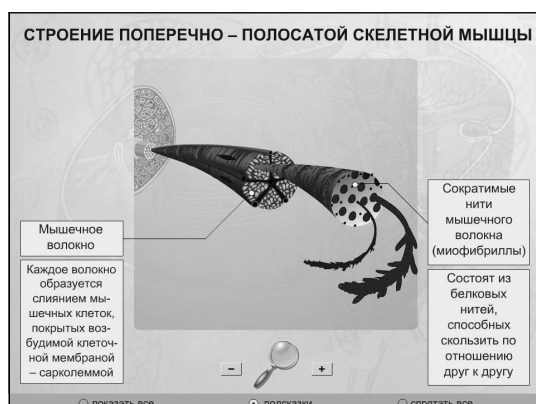 СТРОЕНИЕ ПОПЕРЕЧНО – ПОЛОСАТОЙ СКЕЛЕТНОЙ МЫШЦЫ
Мышечное
волокно
Каждое волокно
образуется
слиянием мы-
шечных клеток,
покрытых воз-
будимой клеточ-
ной мембраной
– сарколеммой
Сократимые
нити
мышечного
волокна
(миофибриллы)
Состоят из
белковых
нитей,
способных
скользить по
отношению
друг к другу
– +
показать все подсказки спрятать все